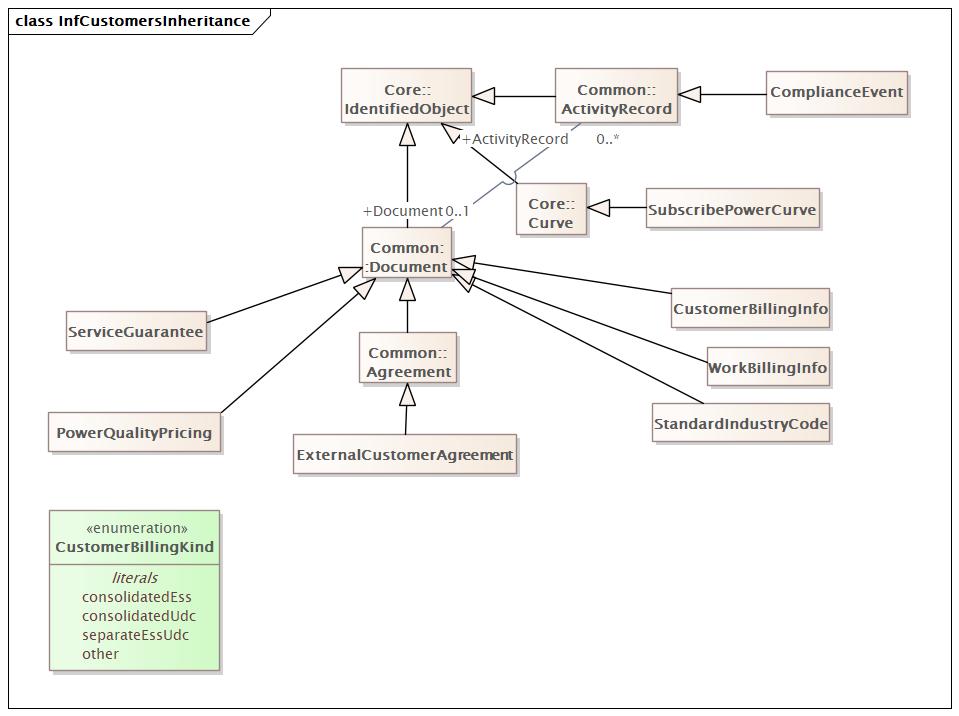 class InfCustomersInheritance
Core::
IdentifiedObject
Common::
ActivityRecord
ComplianceEvent
+ActivityRecord
0..*
Core::
Curve
SubscribePowerCurve
+Document 0..1
Common:
:Document
ServiceGuarantee
CustomerBillingInfo
Common::
Agreement
WorkBillingInfo
PowerQualityPricing
StandardIndustryCode
ExternalCustomerAgreement
«enumeration»
CustomerBillingKind
literals
consolidatedEss
consolidatedUdc
separateEssUdc
other